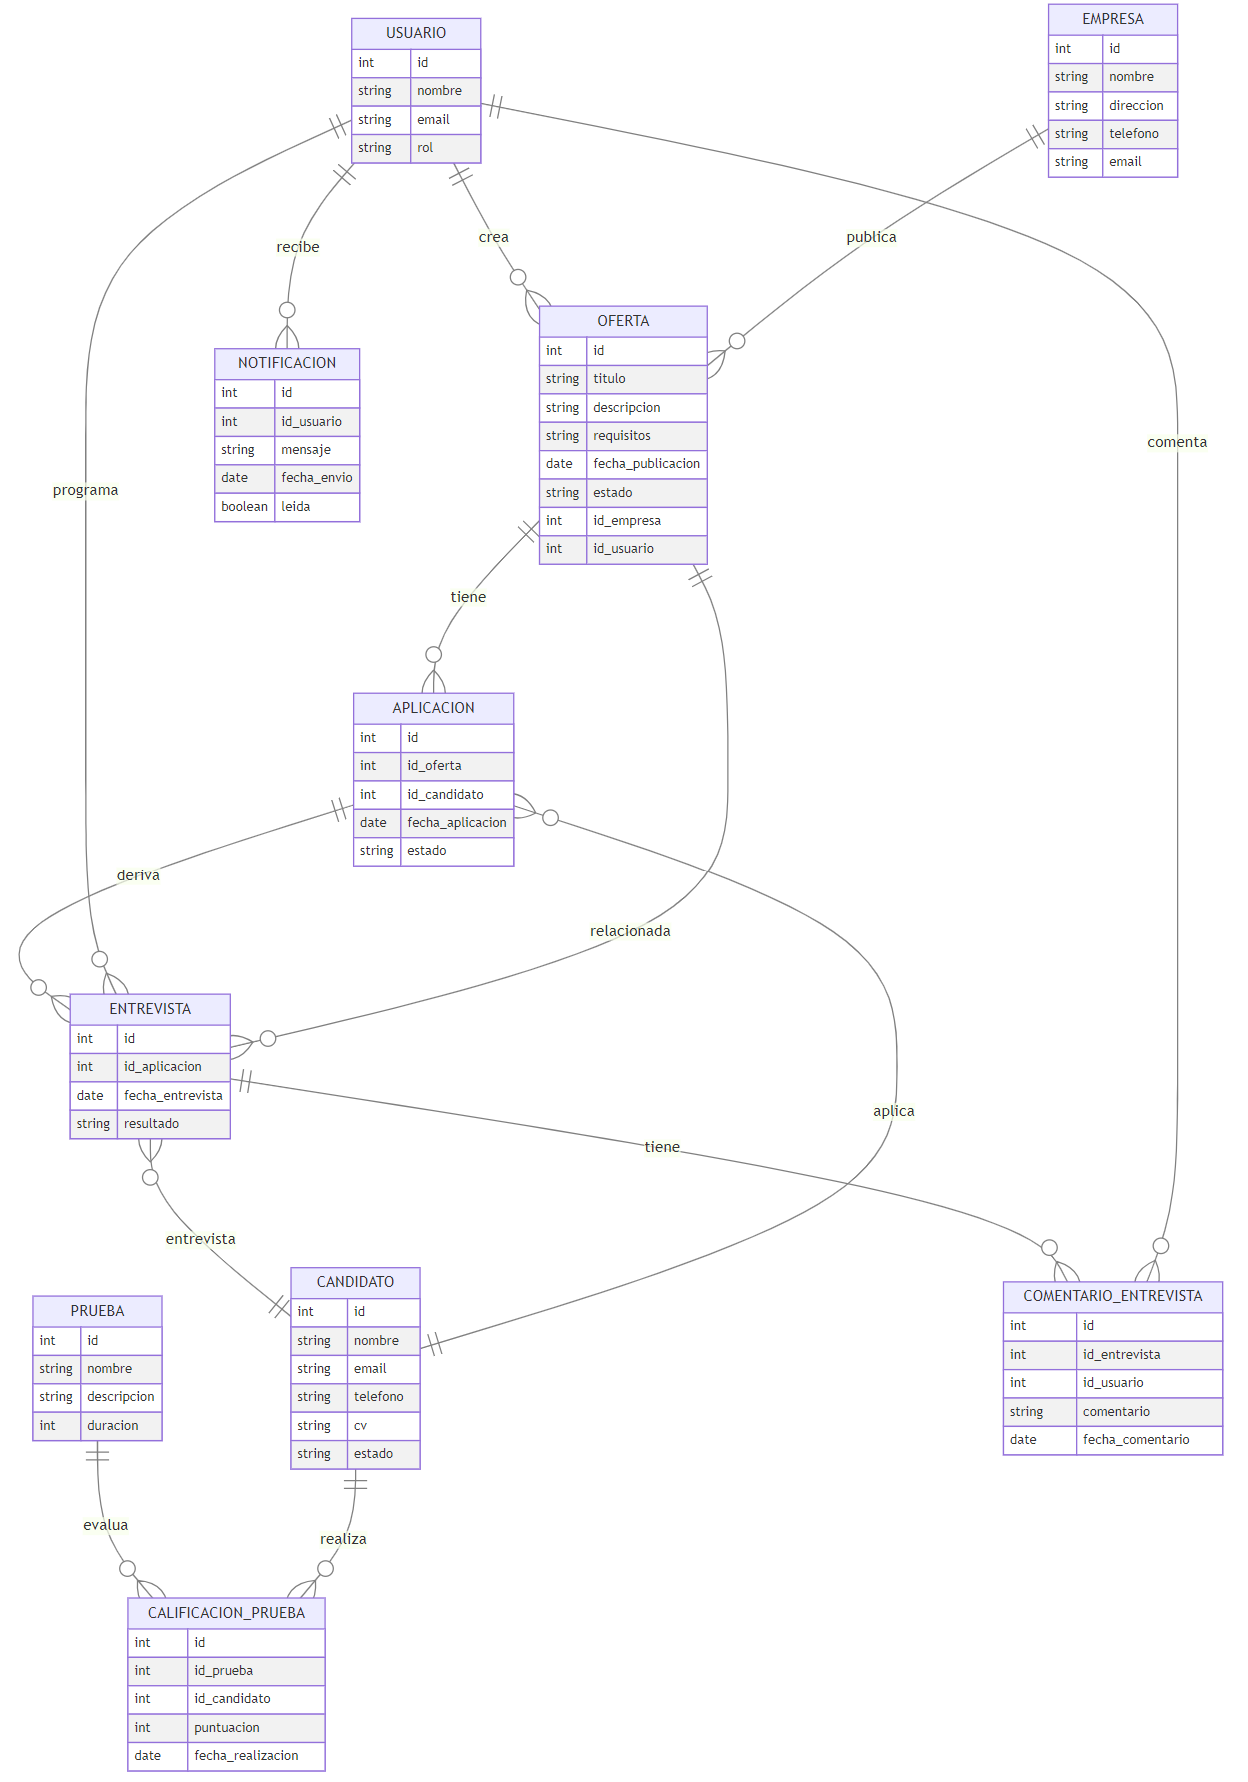 USUARIO
int id
string nombre
string email
string rol
EMPRESA
int id
string nombre
string direccion
string telefono
string email
recibe
crea
publica
NOTIFICACION
int id
int id_usuario
string mensaje
date fecha_envio
boolean leida
OFERTA
int id
string titulo
string descripcion
string requisitos
date fecha_publicacion
string estado
int id_empresa
int id_usuario
comenta
programa
tiene
APLICACION
int id
int id_oferta
int id_candidato
date fecha_aplicacion
string estado
deriva
relacionada
ENTREVISTA
int id
int id_aplicacion
date fecha_entrevista
string resultado
aplica
tiene
entrevista
CANDIDATO
int id
string nombre
string email
string telefono
string cv
string estado
PRUEBA
int id
string nombre
string descripcion
int duracion
COMENTARIO_ENTREVISTA
int id
int id_entrevista
int id_usuario
string comentario
date fecha_comentario
evalua
realiza
CALIFICACION_PRUEBA
int id
int id_prueba
int id_candidato
int puntuacion
date fecha_realizacion